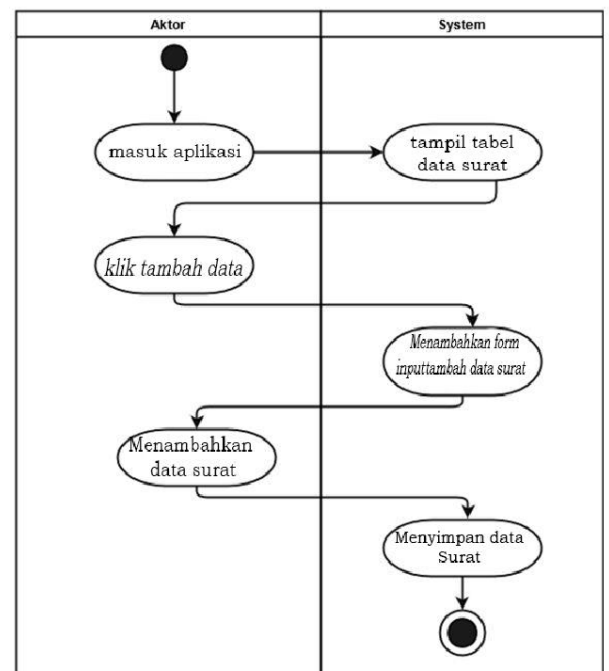 Aktor
System
masuk aplikasi
tampil tabel
data surat
klik tambah data
Menambahkan form
inputtambah data surat
Menambahkan
data surat
Menyimpan data
Surat